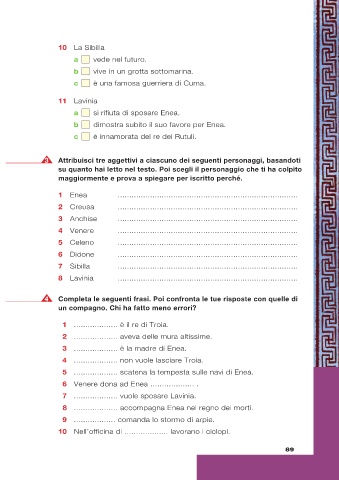 10 La Sibilla
a vede nel futuro.
b vive in un grotta sottomarina.
c è una famosa guerriera di Cuma.
11 Lavinia
a si rifiuta di sposare Enea.
b dimostra subito il suo favore per Enea.
c è innamorata del re dei Rutuli.
3 Attribuisci tre aggettivi a ciascuno dei seguenti personaggi, basandoti
su quanto hai letto nel testo. Poi scegli il personaggio che ti ha colpito
maggiormente e prova a spiegare per iscritto perché.
1 Enea ................................................................................
2 Creusa ................................................................................
3 Anchise ................................................................................
4 Venere ................................................................................
5 Celeno ................................................................................
6 Didone ................................................................................
7 Sibilla ................................................................................
8 Lavinia ................................................................................
4 Completa le seguenti frasi. Poi confronta le tue risposte con quelle di
un compagno. Chi ha fatto meno errori?
1 ................... è il re di Troia.
2 ................... aveva delle mura altissime.
3 ................... è la madre di Enea.
4 ................... non vuole lasciare Troia.
5 ................... scatena la tempesta sulle navi di Enea.
6 Venere dona ad Enea ................... .
7 ................... vuole sposare Lavinia.
8 ................... accompagna Enea nel regno dei morti.
9 .................. comanda lo stormo di arpie.
10 Nell'officina di ................... lavorano i ciclopi.
89